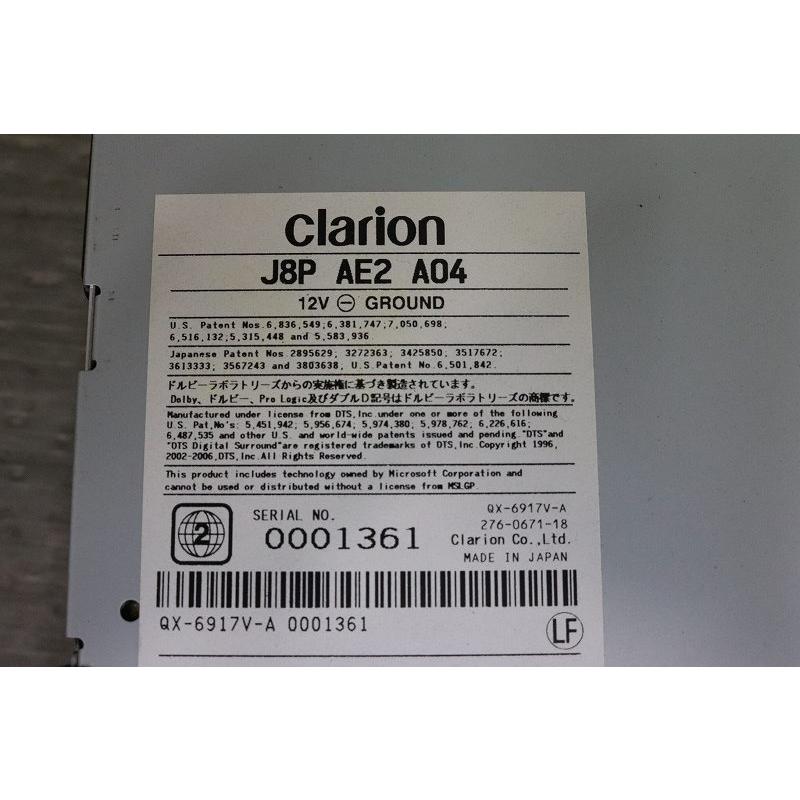 clarion
J8P AE2 A04
12V ⊖ GROUND
U.S. Patent Nos.6,836,549;6,381,747;7,050,698;
6,516,132;5,315,448 and 5,583,936.
Japanese Patent Nos.2895629; 3272363; 3425850; 3517672;
3613333; 3567243 and 3803638, U.S.Patent No.6,501,842.
ドルビーラボラトリーズからの実施権に基づき製造されています。
Dolby、ドルビー、Pro Logic及びダブルD記号はドルビーラボラトリーズの商標です。
Manufactured under license from DTS,Inc.under one or more of the following
U.S. Pat,No's: 5,451,942; 5,956,674; 5,974,380; 5,978,762; 6,226,616;
6,487,535 and other U.S. and world-wide patents issued and pending."DTS"and
"DTS Digital Surround"are registered trademarks of DTS,Inc.Copyright 1996,
2002-2006,DTS,Inc.All Rights Reserved.
This product includes technology owned by Microsoft Corporation and
cannot be used or distributed without a license from MSLGP.
2
SERIAL NO.
0001361
QX-6917V-A
276-0671-18
Clarion Co.,Ltd.
MADE IN JAPAN
QX-6917V-A 0001361
LF